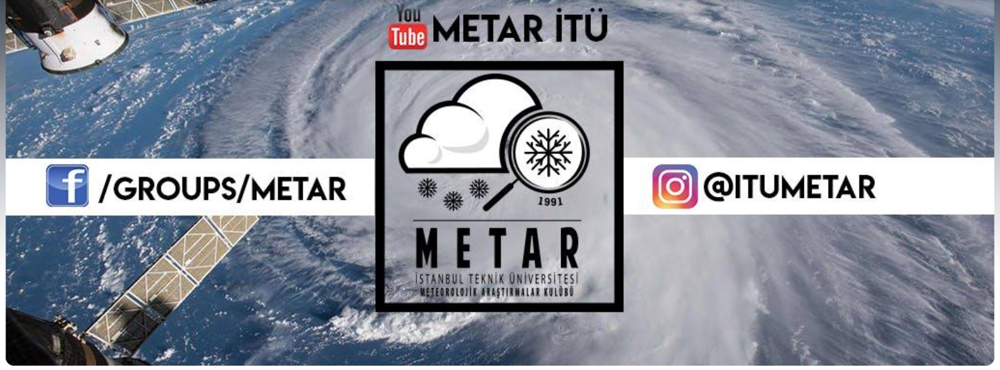 You
Tube METAR İTÜ
/GROUPS/METAR
1991
METAR
İSTANBUL TEKNİK ÜNİVERSİTESİ
METEOROLOJİK ARAŞTIRMALAR KULÜBÜ
@ITUMETAR